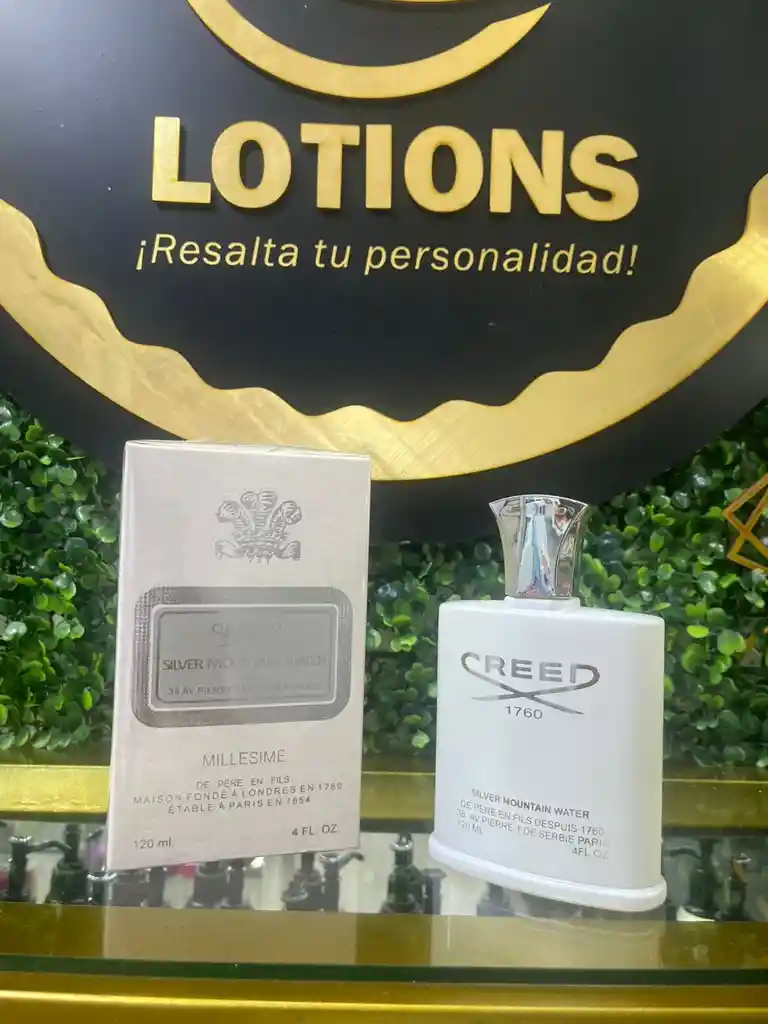 LOTIONS
¡Resalta tu personalidad!
SILVER MOUNTAIN WATER
MILLESIME
DE PERE EN FILS
MAISON FONDÉ À LONDRES EN 1760
ÉTABLE À PARIS EN 1854
120 ml
4 FL. OZ.
CREED
1760
SILVER MOUNTAIN WATER
DE PERE EN FILS DESPUIS 1760
38, AV PIERRE 1 DE SERBIE PARIS
120 ML
4FL OZ